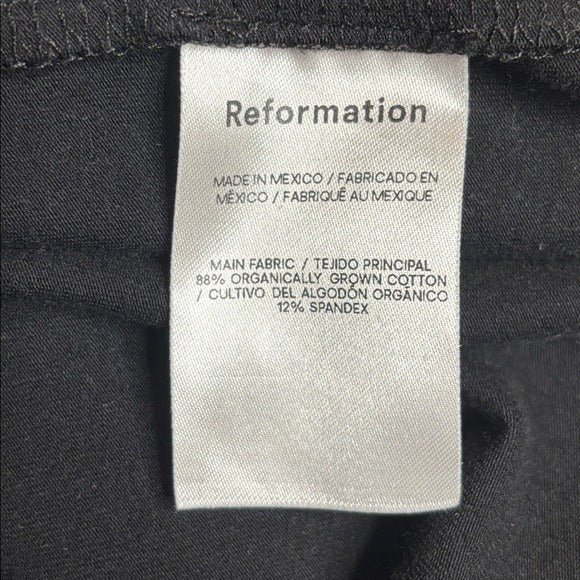 Reformation
MADE IN MEXICO / FABRICADO EN
MÉXICO / FABRIQUÉ AU MEXIQUE
MAIN FABRIC / TEJIDO PRINCIPAL
88% ORGANICALLY GROWN COTTON
/ CULTIVO DEL ALGODÓN ORGÁNICO
12% SPANDEX